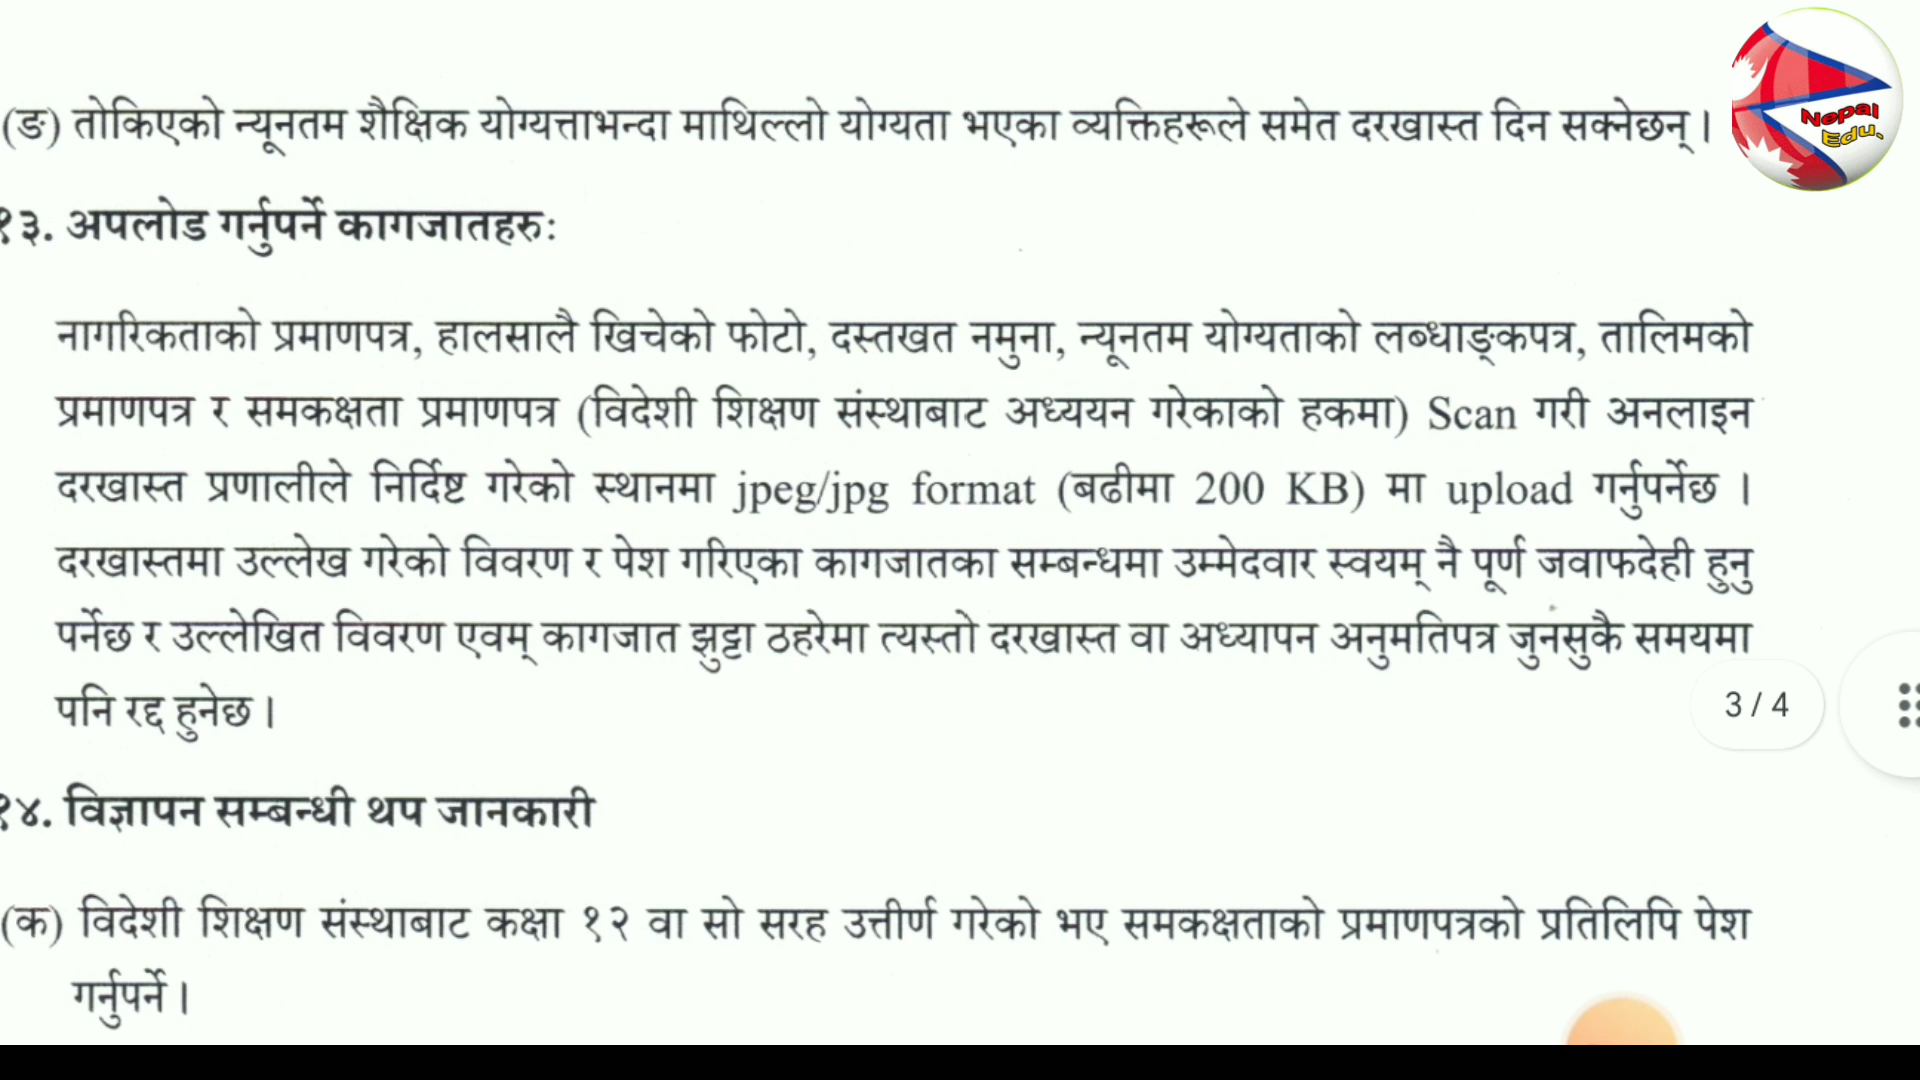 (ङ) तोकिएको न्यूनतम शैक्षिक योग्यत्ताभन्दा माथिल्लो योग्यता भएका व्यक्तिहरूले समेत दरखास्त दिन सक्नेछन् ।
Nepal
Edu.
१३. अपलोड गर्नुपर्ने कागजातहरुः
नागरिकताको प्रमाणपत्र, हालसालै खिचेको फोटो, दस्तखत नमुना, न्यूनतम योग्यताको लब्धाङ्कपत्र, तालिमको
प्रमाणपत्र र समकक्षता प्रमाणपत्र (विदेशी शिक्षण संस्थाबाट अध्ययन गरेकाको हकमा) Scan गरी अनलाइन
दरखास्त प्रणालीले निर्दिष्ट गरेको स्थानमा jpeg/jpg format (बढीमा 200 KB) मा upload गर्नुपर्नेछ ।
दरखास्तमा उल्लेख गरेको विवरण र पेश गरिएका कागजातका सम्बन्धमा उम्मेदवार स्वयम् नै पूर्ण जवाफदेही हुनु
पर्नेछ र उल्लेखित विवरण एवम् कागजात झुट्टा ठहरेमा त्यस्तो दरखास्त वा अध्यापन अनुमतिपत्र जुनसुकै समयमा
पनि रद्द हुनेछ ।
3 / 4
१४. विज्ञापन सम्बन्धी थप जानकारी
(क) विदेशी शिक्षण संस्थाबाट कक्षा १२ वा सो सरह उत्तीर्ण गरेको भए समकक्षताको प्रमाणपत्रको प्रतिलिपि पेश
गर्नुपर्ने ।